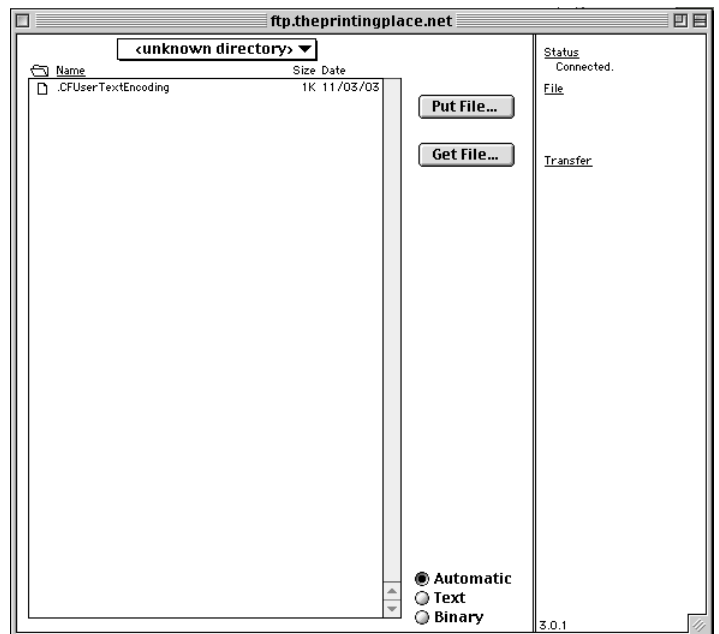 ftp.theprintingplace.net
<unknown directory>
Name Size Date
.CFUserTextEncoding 1K 11/03/03
Put File...
Get File...
Automatic
Text
Binary
Status
Connected.
File
Transfer
3.0.1